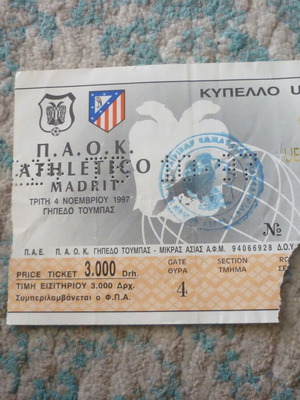 ΚΥΠΕΛΛΟ U
Π.Α.Ο.Κ.
ATHLETICO
MADRIT
ΤΡΙΤΗ 4 ΝΟΕΜΒΡΙΟΥ 1997
ΓΗΠΕΔΟ ΤΟΥΜΠΑΣ
Νο
Π.Α.Ε. Π.Α.Ο.Κ. ΓΗΠΕΔΟ ΤΟΥΜΠΑΣ - ΜΙΚΡΑΣ ΑΣΙΑΣ Α.Φ.Μ. 94066928 Δ.Ο.Υ
PRICE TICKET 3.000 Drh.
ΤΙΜΗ ΕΙΣΙΤΗΡΙΟΥ 3.000 Δρχ.
Συμπεριλαμβάνεται ο Φ.Π.Α.
GATE
ΘΥΡΑ
4
SECTION
ΤΜΗΜΑ